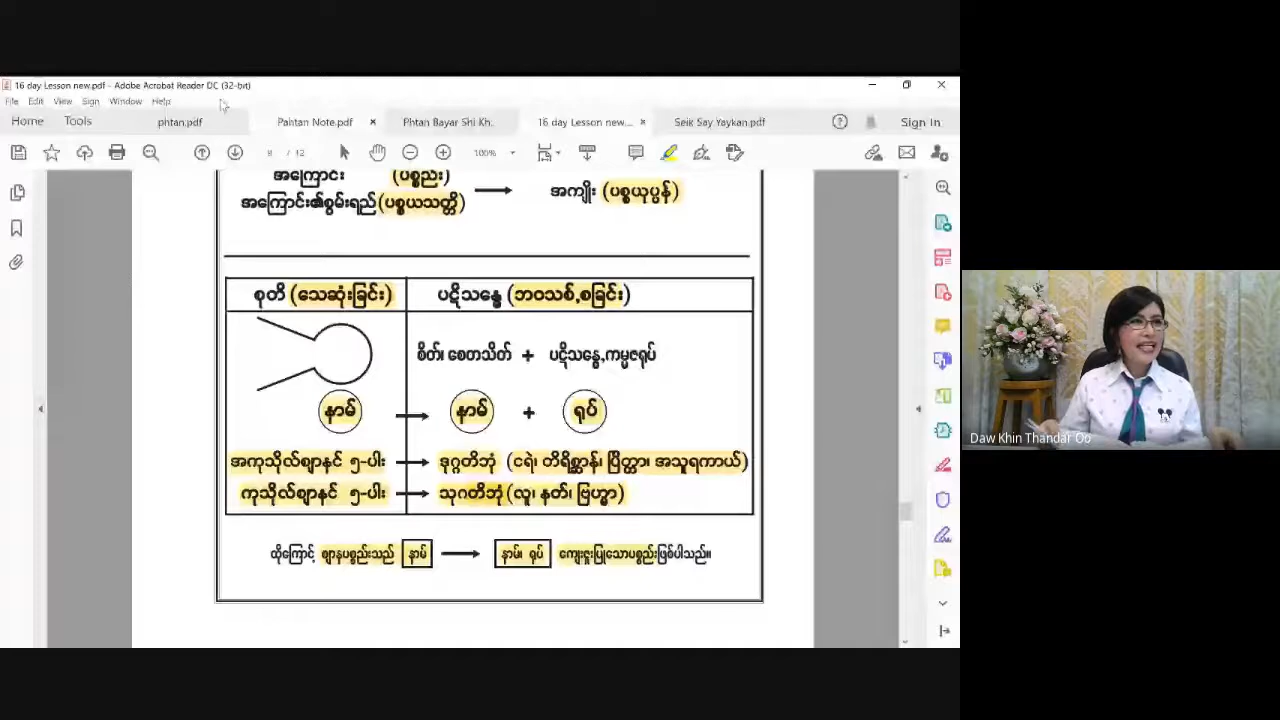 16 day Lesson new.pdf - Adobe Acrobat Reader DC (32-bit)
File Edit View Sign Window Help
Home Tools phtan.pdf Pahtan Note.pdf Phtan Bayar Shi Kh... 16 day Lesson new... Seik Say Yaykan.pdf Sign In
8 / 12 100%
အကြောင်း (ပစ္စည်း)
အကြောင်း၏စွမ်းရည်(ပစ္စယသတ္တိ) အကျိုး (ပစ္စယုပ္ပန်)
စုတိ (သေဆုံးခြင်း) ပဋိသန္ဓေ (ဘဝသစ်,စခြင်း)
စိတ်၊ စေတသိတ် + ပဋိသန္ဓေ,ကမ္မဇရုပ်
နာမ် နာမ် + ရုပ်
အကုသိုလ်ဈာနင် ၅-ပါး ဒုဂ္ဂတိဘုံ (ငရဲ၊ တိရိစ္ဆာန်၊ ပြိတ္တာ၊ အသူရကာယ်)
ကုသိုလ်ဈာနင် ၅-ပါး သုဂတိဘုံ (လူ၊ နတ်၊ ဗြဟ္မာ)
ထို့ကြောင့် ဈာနပစ္စည်းသည် နာမ် နာမ်၊ ရုပ် ကျေးဇူးပြုသောပစ္စည်းဖြစ်ပါသည်။
Daw Khin Thandar Oo